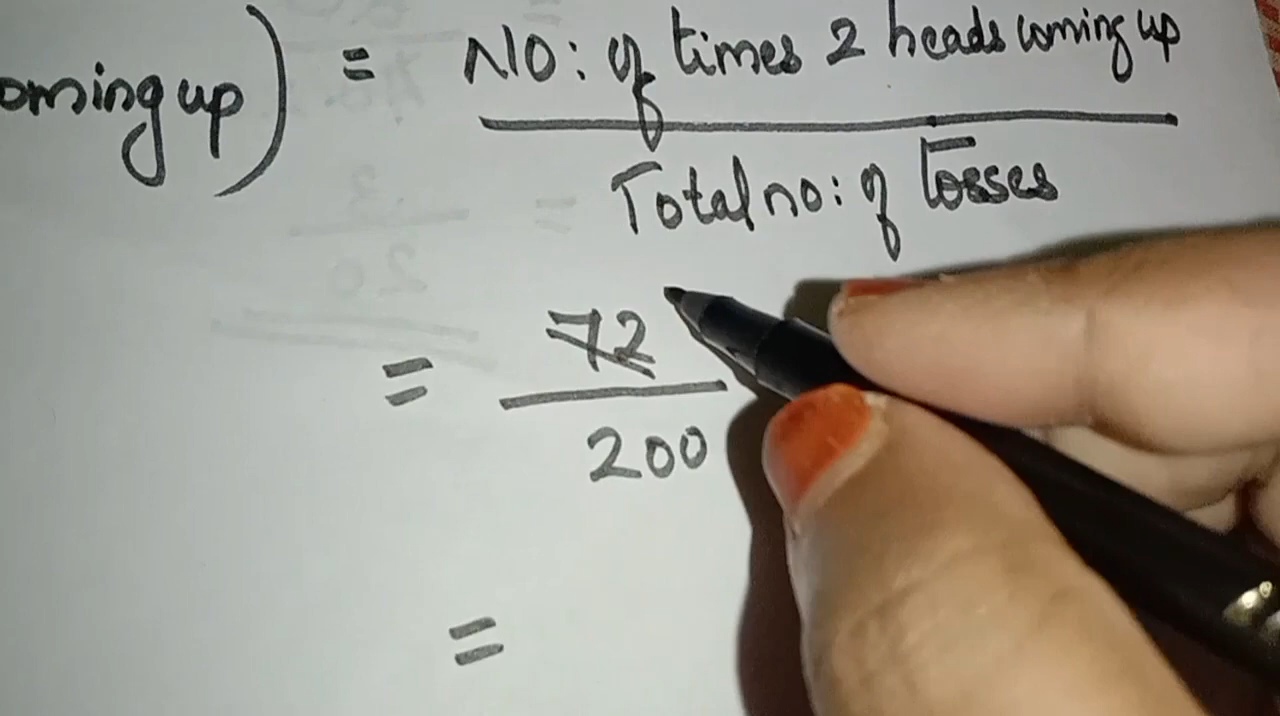 oming up) = NO: of times 2 heads coming up
Total no: of Tosses
= 72
200
=